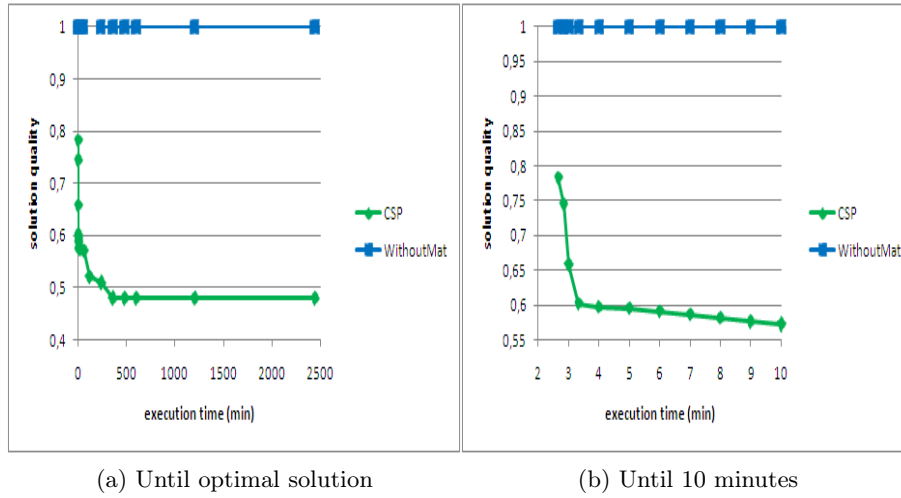 1
0,9
0,8
0,7
0,6
0,5
0,4
solution quality
0 500 1000 1500 2000 2500
execution time (min)
CSP
WithoutMat
1
0,95
0,9
0,85
0,8
0,75
0,7
0,65
0,6
0,55
solution quality
2 3 4 5 6 7 8 9 10
execution time (min)
CSP
WithoutMat
(a) Until optimal solution
(b) Until 10 minutes